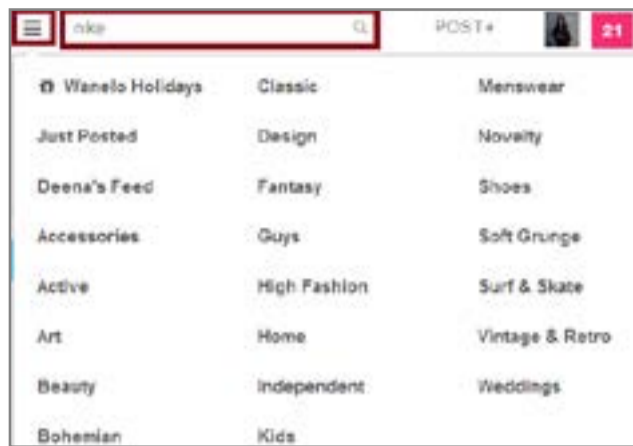 nike
POST+
21
Wanelo Holidays
Classic
Menswear
Just Posted
Design
Novelty
Deena's Feed
Fantasy
Shoes
Accessories
Guys
Soft Grunge
Active
High Fashion
Surf & Skate
Art
Home
Vintage & Retro
Beauty
Independent
Weddings
Bohemian
Kids